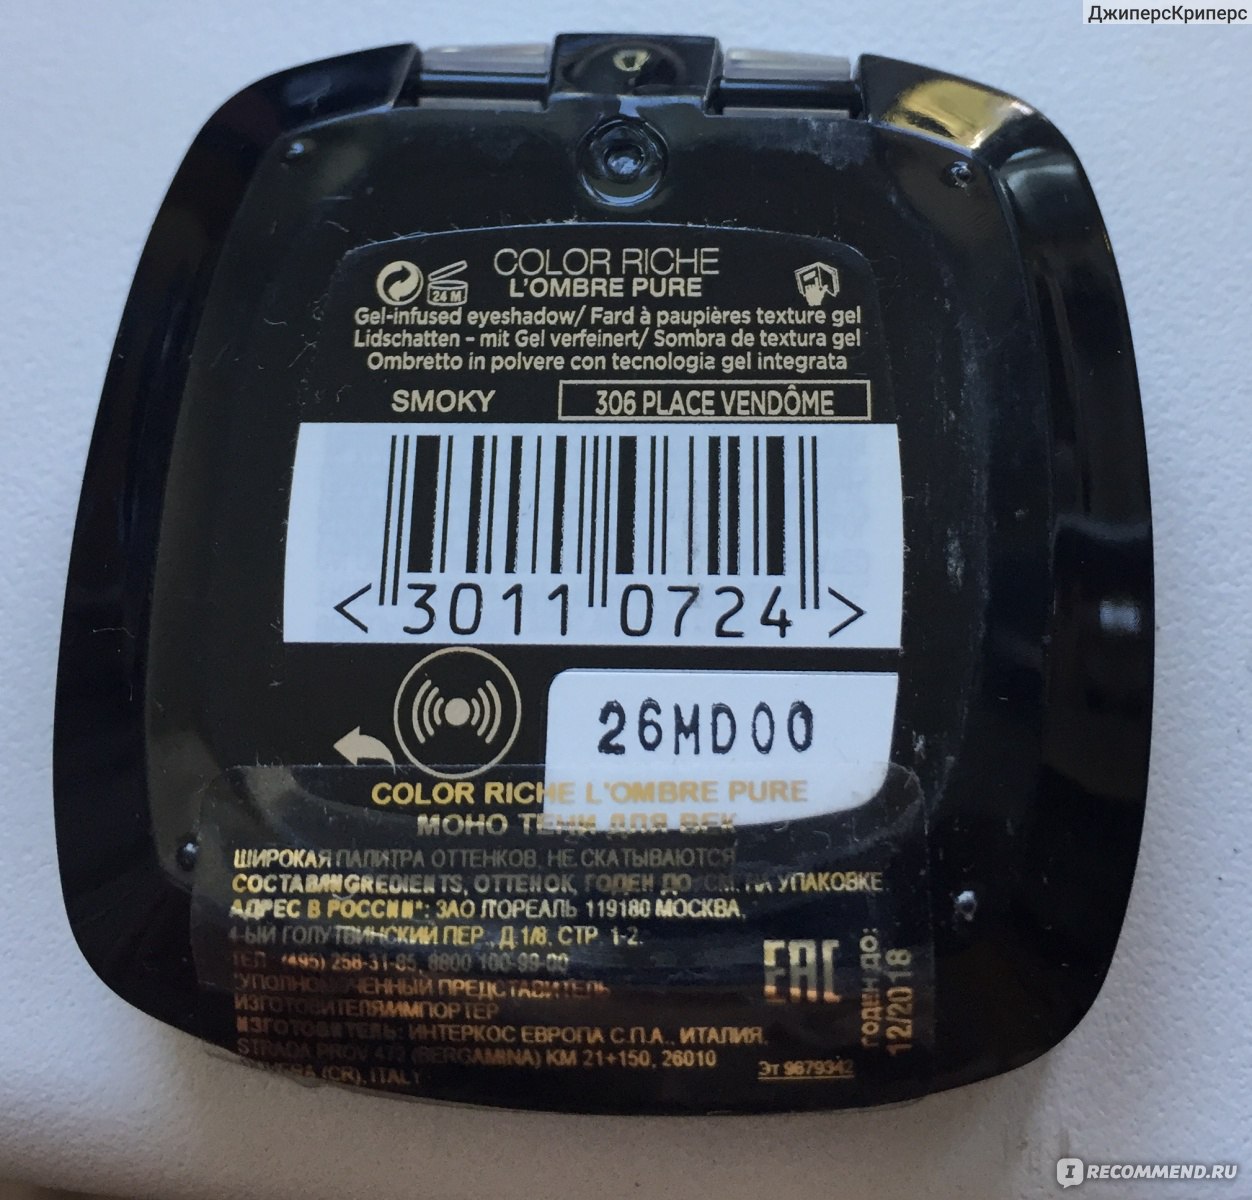 ДжиперсКриперс
COLOR RICHE
L'OMBRE PURE
24 M
Gel-infused eyeshadow/ Fard à paupières texture gel
Lidschatten - mit Gel verfeinert/ Sombra de textura gel
Ombretto in polvere con tecnologia gel integrata
SMOKY 306 PLACE VENDÔME
<3011 0724>
26MD00
COLOR RICHE L'OMBRE PURE
МОНО ТЕНИ ДЛЯ ВЕК
ШИРОКАЯ ПАЛИТРА ОТТЕНКОВ. НЕ СКАТЫВАЮТСЯ
СОСТАВ/INGREDIENTS, ОТТЕНОК, ГОДЕН ДО: СМ. НА УПАКОВКЕ.
АДРЕС В РОССИИ*: ЗАО Л'ОРЕАЛЬ 119180 МОСКВА,
4-ЫЙ ГОЛУТВИНСКИЙ ПЕР., Д 1/8, СТР. 1-2.
ТЕЛ. (495) 258-31-85, 8800 100-99-00
*УПОЛНОМОЧЕННЫЙ ПРЕДСТАВИТЕЛЬ
ИЗГОТОВИТЕЛЯ/ИМПОРТЕР
ИЗГОТОВИТЕЛЬ: ИНТЕРКОС ЕВРОПА С.П.А., ИТАЛИЯ.
STRADA PROV 472 (BERGAMINA) KM 21+150, 26010
(CR), ITALY
EAC
ГОДЕН ДО:
12/2018
Эт 9679342
RECOMMEND.RU